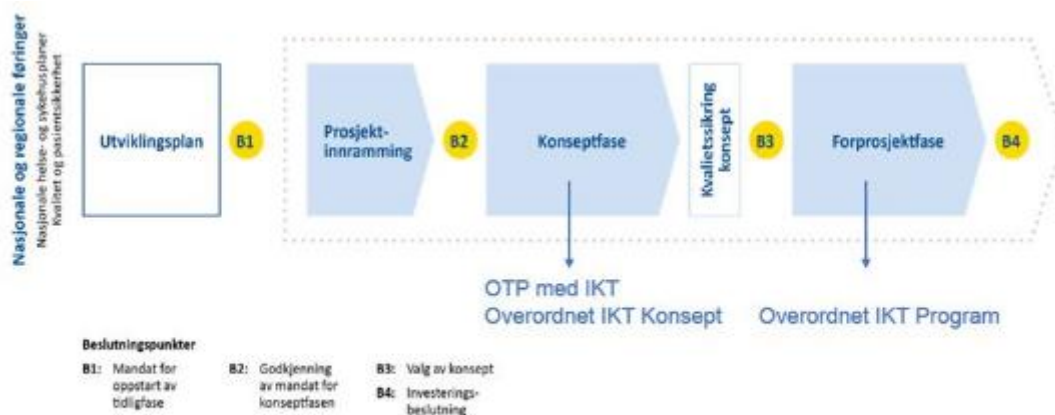 Nasjonale og regionale føringer
Nasjonale helse- og sykehusplaner
Kvalitet og pasientsikkerhet
Utviklingsplan
B1
Prosjekt-
innramming
B2
Konseptfase
Kvalietssikring
konsept
B3
Forprosjektfase
B4
OTP med IKT
Overordnet IKT Konsept
Overordnet IKT Program
Beslutningspunkter
B1: Mandat for
oppstart av
tidligfase
B2: Godkjenning
av mandat for
konseptfasen
B3: Valg av konsept
B4: Investerings-
beslutning